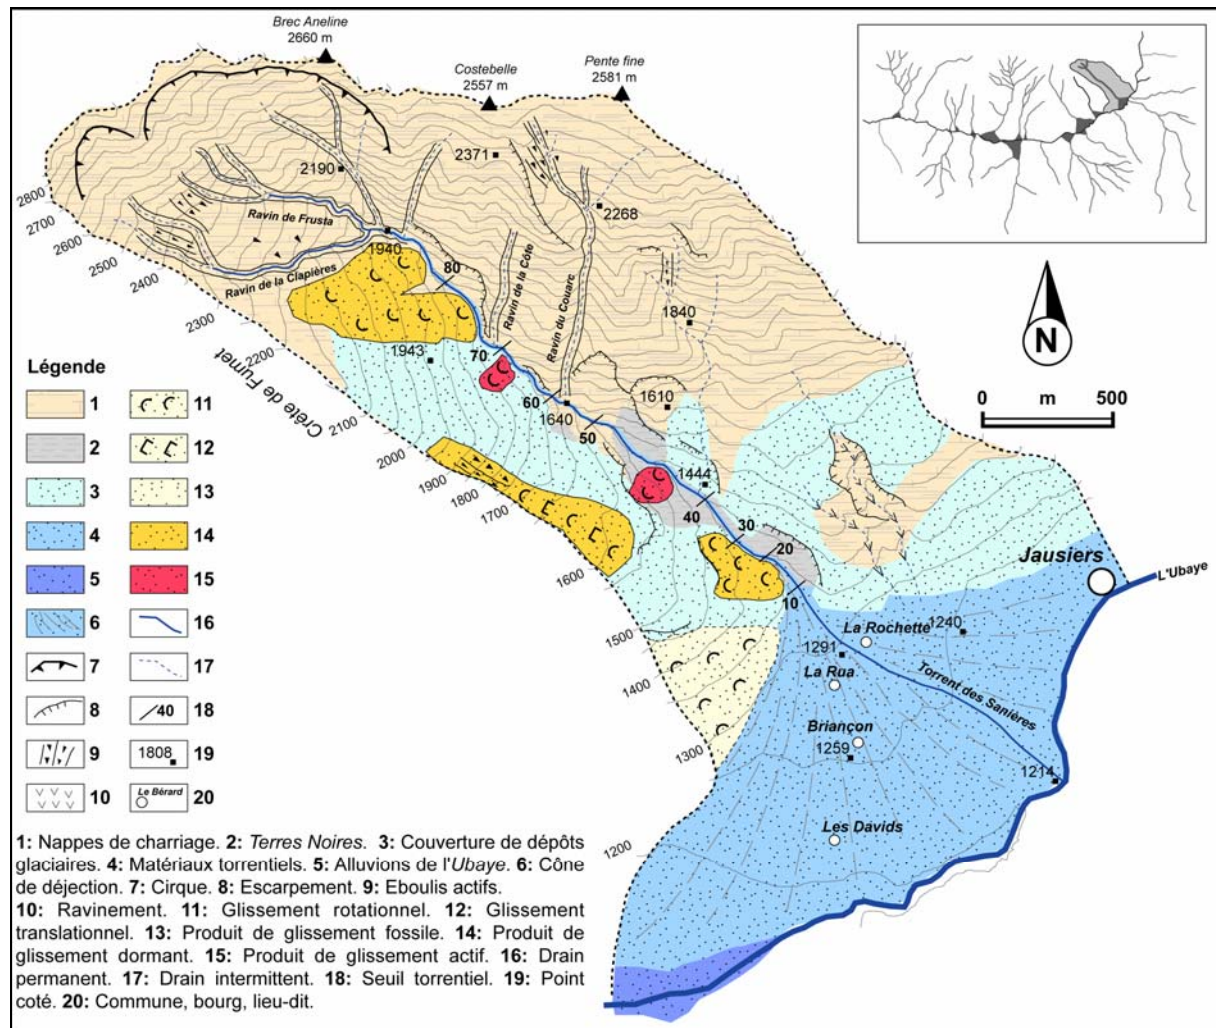 Brec Aneline
2660 m
Costebelle
2557 m
Pente fine
2581 m
2371
2190
2268
2800
2700
2600
2500
2400
2300
2200
2100
2000
1900
1800
1700
1600
1500
1400
1300
1200
Ravin de Frusta
Ravin de la Clapières
Ravin de la Côte
Ravin du Couarc
Crête de Fumet
1940
80
1840
1943
70
60
1640
50
1610
1444
40
30
20
10
N
0 m 500
Jausiers
L'Ubaye
La Rochette
1240
1291
La Rua
Torrent des Sanières
Briançon
1259
1214
Les Davids
Légende
1 11
2 12
3 13
4 14
5 15
6 16
7 17
8 40 18
9 1808 19
10 Le Bérard 20
1: Nappes de charriage. 2: Terres Noires. 3: Couverture de dépôts
glaciaires. 4: Matériaux torrentiels. 5: Alluvions de l'Ubaye. 6: Cône
de déjection. 7: Cirque. 8: Escarpement. 9: Eboulis actifs.
10: Ravinement. 11: Glissement rotationnel. 12: Glissement
translationnel. 13: Produit de glissement fossile. 14: Produit de
glissement dormant. 15: Produit de glissement actif. 16: Drain
permanent. 17: Drain intermittent. 18: Seuil torrentiel. 19: Point
coté. 20: Commune, bourg, lieu-dit.